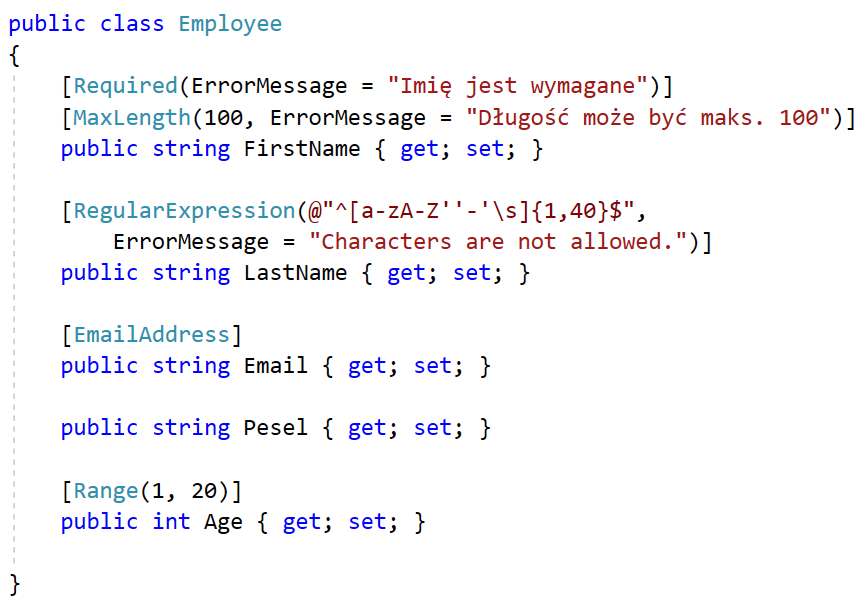 public class Employee
{
[Required(ErrorMessage = "Imię jest wymagane")]
[MaxLength(100, ErrorMessage = "Długość może być maks. 100")]
public string FirstName { get; set; }
[RegularExpression(@"^[a-zA-Z''-'\s]{1,40}$",
ErrorMessage = "Characters are not allowed.")]
public string LastName { get; set; }
[EmailAddress]
public string Email { get; set; }
public string Pesel { get; set; }
[Range(1, 20)]
public int Age { get; set; }
}